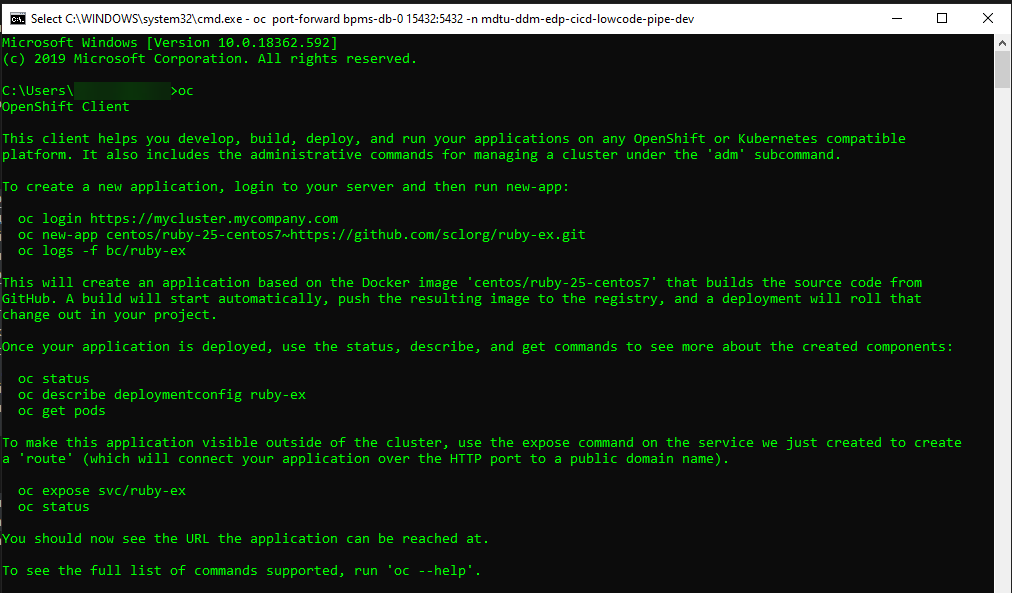 Select C:\WINDOWS\system32\cmd.exe - oc  port-forward bpms-db-0 15432:5432 -n mdtu-ddm-edp-cicd-lowcode-pipe-dev
Microsoft Windows [Version 10.0.18362.592]
(c) 2019 Microsoft Corporation. All rights reserved.
C:\Users\>oc
OpenShift Client
This client helps you develop, build, deploy, and run your applications on any OpenShift or Kubernetes compatible
platform. It also includes the administrative commands for managing a cluster under the 'adm' subcommand.
To create a new application, login to your server and then run new-app:
oc login https://mycluster.mycompany.com
oc new-app centos/ruby-25-centos7~https://github.com/sclorg/ruby-ex.git
oc logs -f bc/ruby-ex
This will create an application based on the Docker image 'centos/ruby-25-centos7' that builds the source code from
GitHub. A build will start automatically, push the resulting image to the registry, and a deployment will roll that
change out in your project.
Once your application is deployed, use the status, describe, and get commands to see more about the created components:
oc status
oc describe deploymentconfig ruby-ex
oc get pods
To make this application visible outside of the cluster, use the expose command on the service we just created to create
a 'route' (which will connect your application over the HTTP port to a public domain name).
oc expose svc/ruby-ex
oc status
You should now see the URL the application can be reached at.
To see the full list of commands supported, run 'oc --help'.